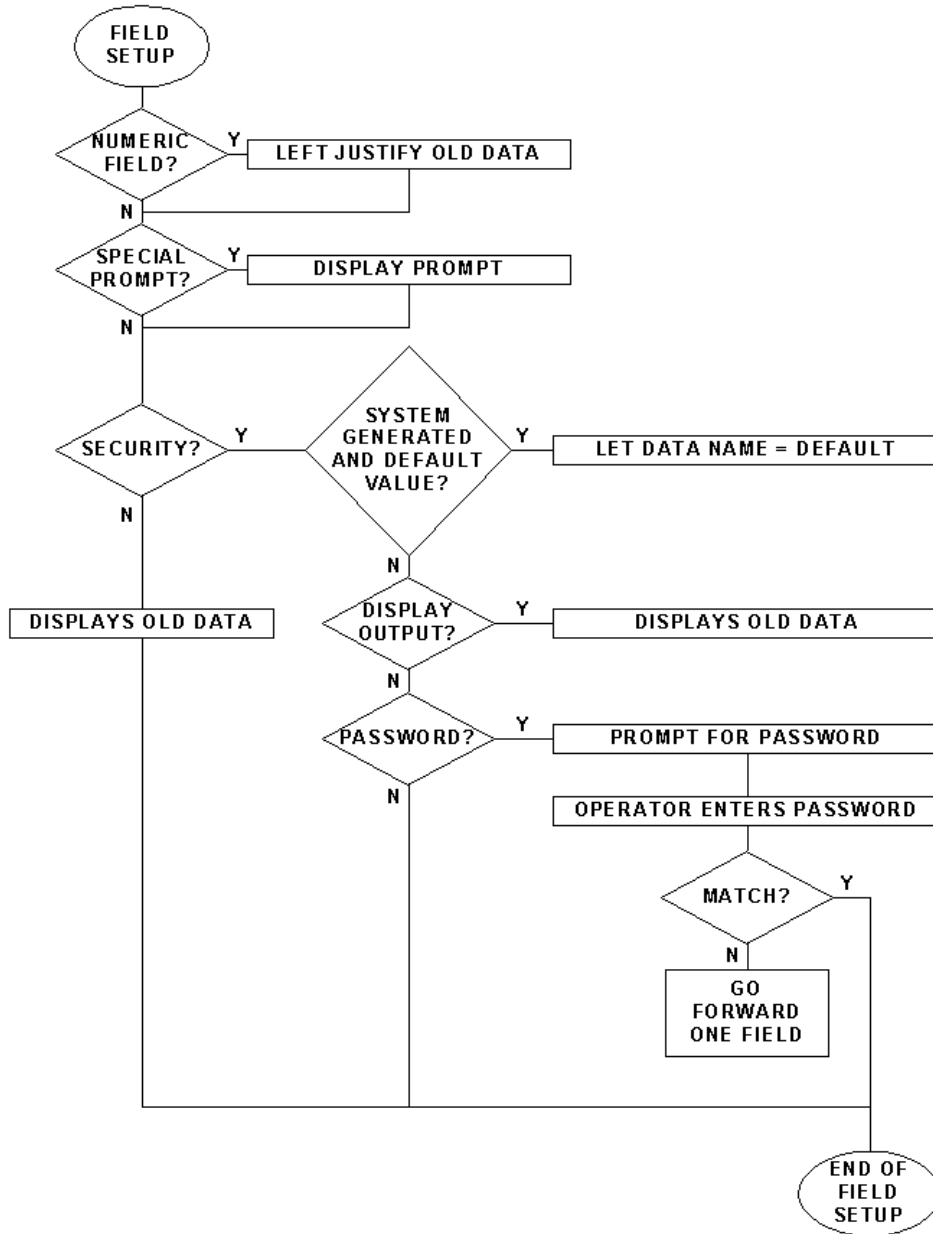 FIELD
SETUP
NUMERIC
FIELD?
Y
LEFT JUSTIFY OLD DATA
N
SPECIAL
PROMPT?
Y
DISPLAY PROMPT
N
SECURITY?
Y
SYSTEM
GENERATED
AND DEFAULT
VALUE?
Y
LET DATA NAME = DEFAULT
N
N
DISPLAYS OLD DATA
DISPLAY
OUTPUT?
Y
DISPLAYS OLD DATA
N
PASSWORD?
Y
PROMPT FOR PASSWORD
N
OPERATOR ENTERS PASSWORD
MATCH?
Y
N
GO
FORWARD
ONE FIELD
END OF
FIELD
SETUP